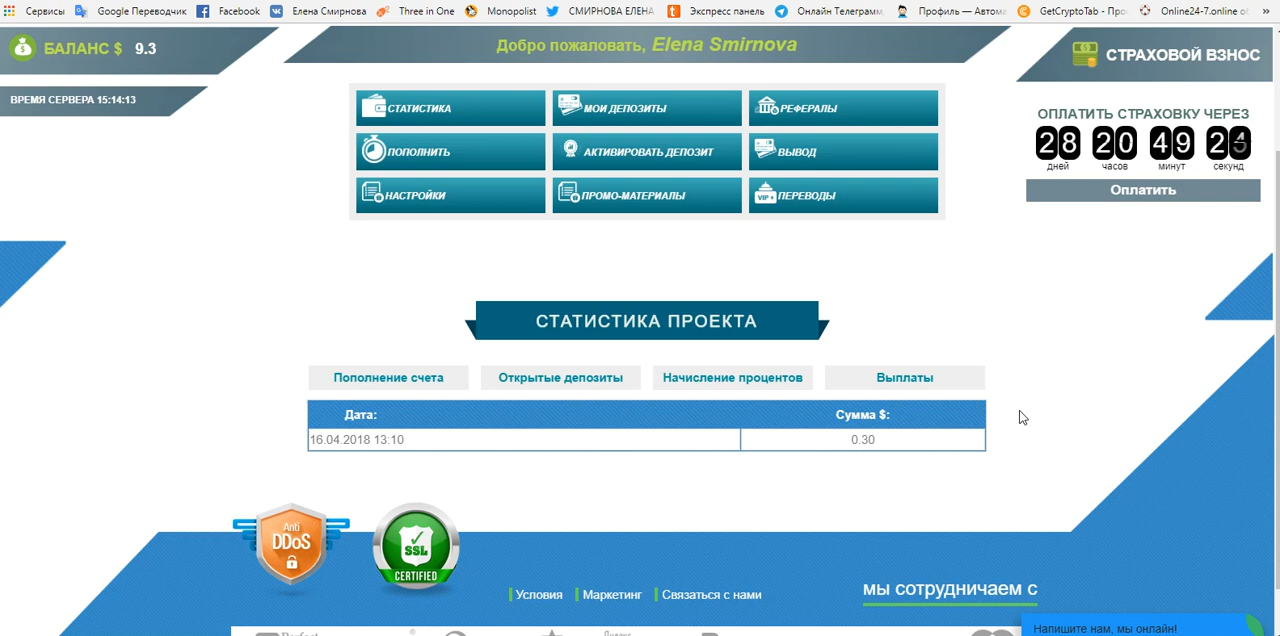 Сервисы Google Переводчик Facebook Елена Смирнова Three in One Monopolist СМИРНОВА ЕЛЕНА Экспресс панель Онлайн Телеграмм Профиль — Автома GetCryptoTab - Про Online24-7.online о »
БАЛАНС $ 9.3
Добро пожаловать, Elena Smirnova
СТРАХОВОЙ ВЗНОС
ВРЕМЯ СЕРВЕРА 15:14:13
СТАТИСТИКА МОИ ДЕПОЗИТЫ РЕФЕРАЛЫ
ПОПОЛНИТЬ АКТИВИРОВАТЬ ДЕПОЗИТ ВЫВОД
НАСТРОЙКИ ПРОМО-МАТЕРИАЛЫ VIP + ПЕРЕВОДЫ
ОПЛАТИТЬ СТРАХОВКУ ЧЕРЕЗ
28 20 49 2
дней часов минут секунд
Оплатить
СТАТИСТИКА ПРОЕКТА
Пополнение счета Открытые депозиты Начисление процентов Выплаты
Дата: Сумма $:
16.04.2018 13:10 0.30
Anti
DDoS
SSL
CERTIFIED
Условия Маркетинг Связаться с нами
мы сотрудничаем с
Напишите нам, мы онлайн!